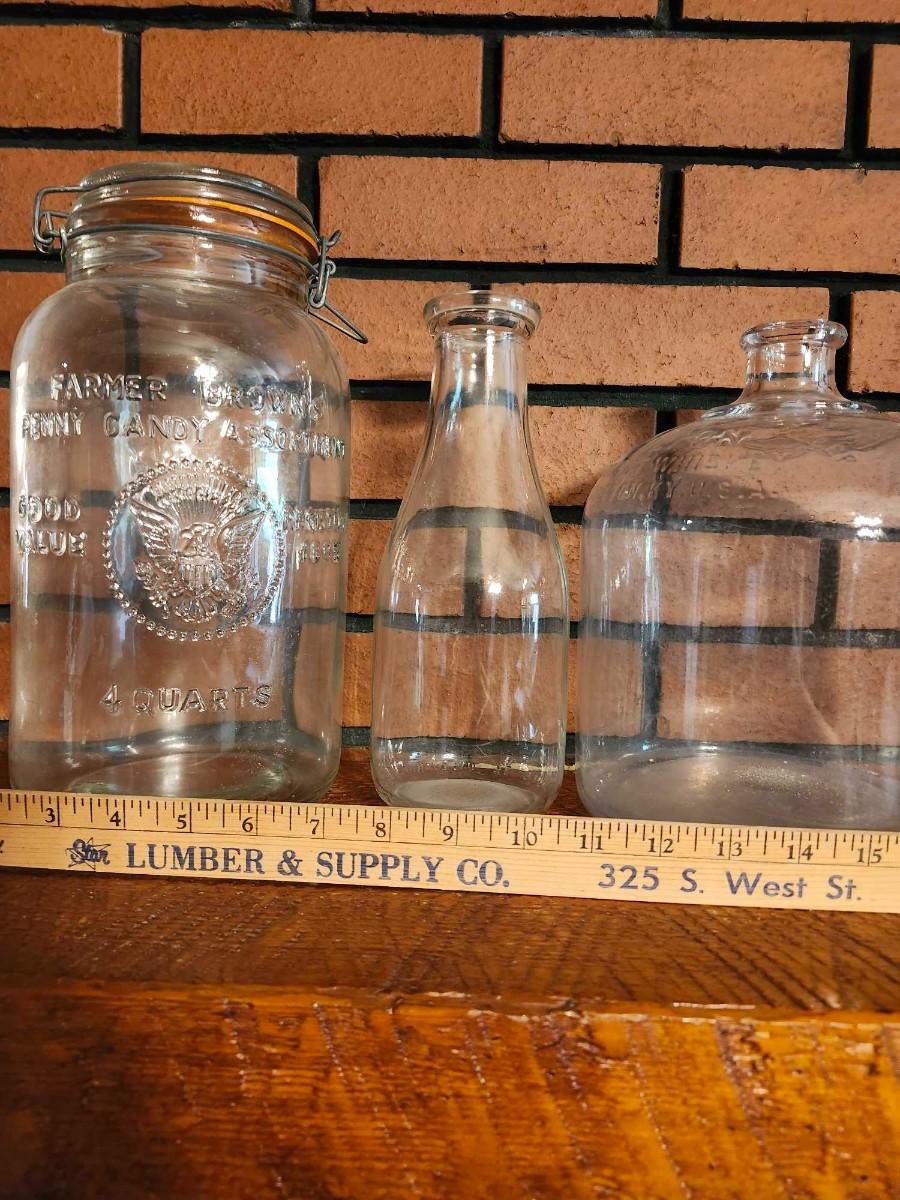 FARMER BROWN'S
PENNY CANDY ASSORTMENT
GOOD
VALUE
4 QUARTS
3 4 5 6 7 8 9 10 11 12 13 14 15
Star LUMBER & SUPPLY CO. 325 S. West St.